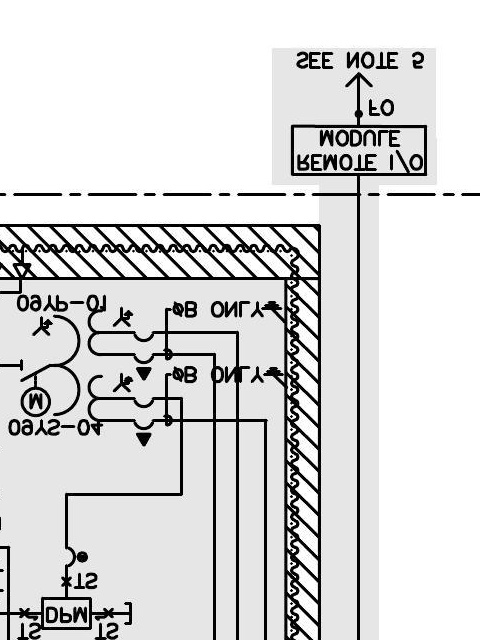 SEE NOTE 5
FO
REMOTE I/O
MODULE
09YP-01
øB ONLY
øB ONLY
M
09YS-04
TS
DPM
TS
TS